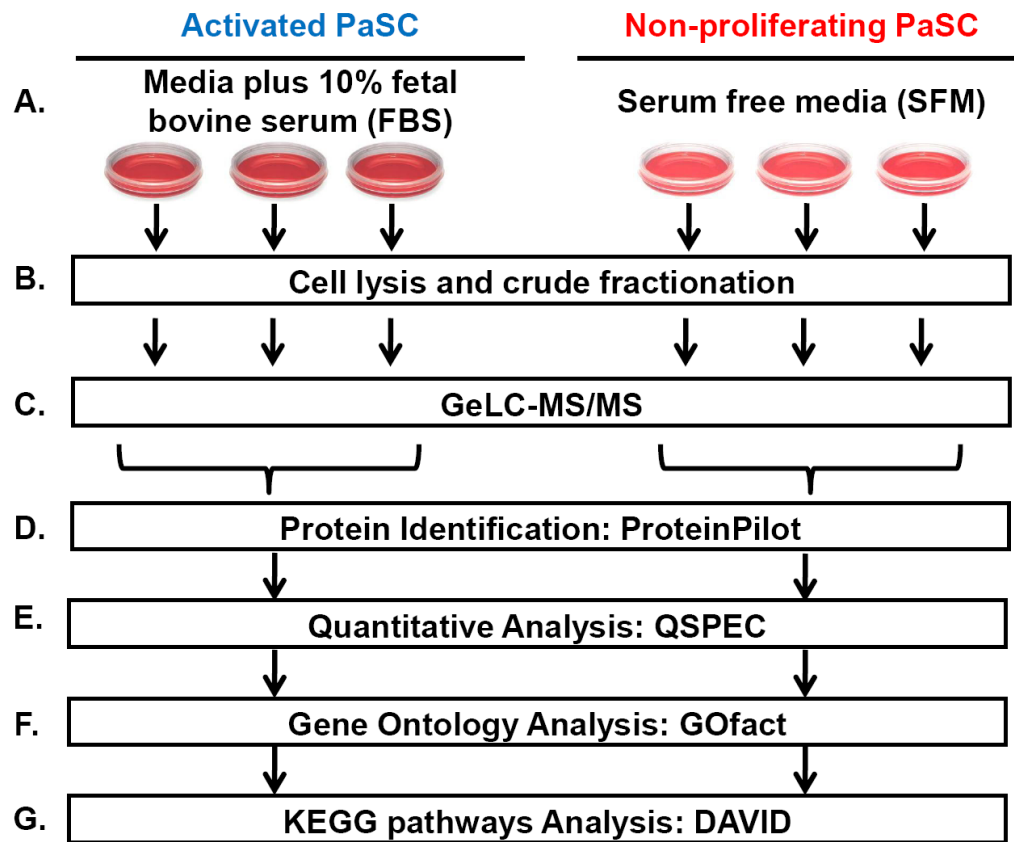 Activated PaSC
Non-proliferating PaSC
A.
Media plus 10% fetal
bovine serum (FBS)
Serum free media (SFM)
B.
Cell lysis and crude fractionation
C.
GeLC-MS/MS
D.
Protein Identification: ProteinPilot
E.
Quantitative Analysis: QSPEC
F.
Gene Ontology Analysis: GOfact
G.
KEGG pathways Analysis: DAVID